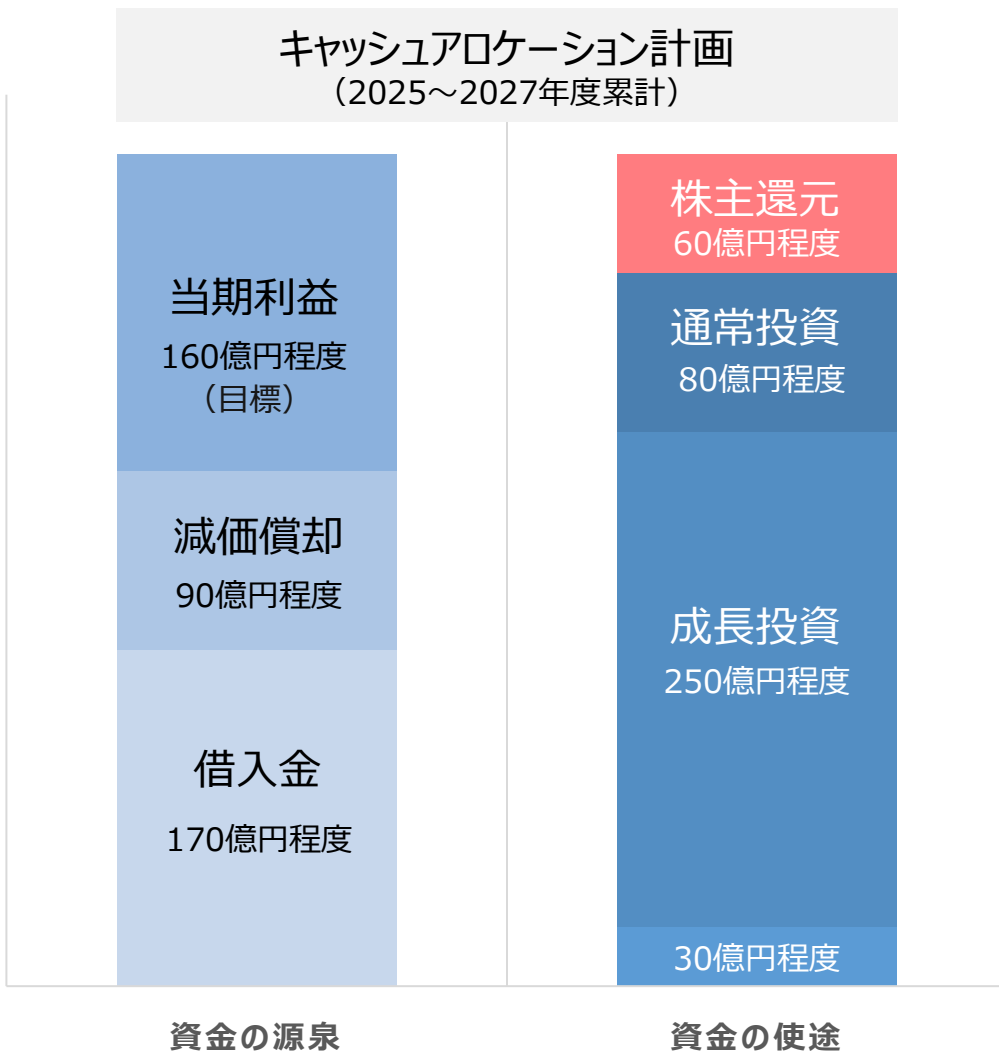 キャッシュアロケーション計画
（2025～2027年度累計）
当期利益
160億円程度
（目標）
減価償却
90億円程度
借入金
170億円程度
株主還元
60億円程度
通常投資
80億円程度
成長投資
250億円程度
30億円程度
資金の源泉
資金の使途